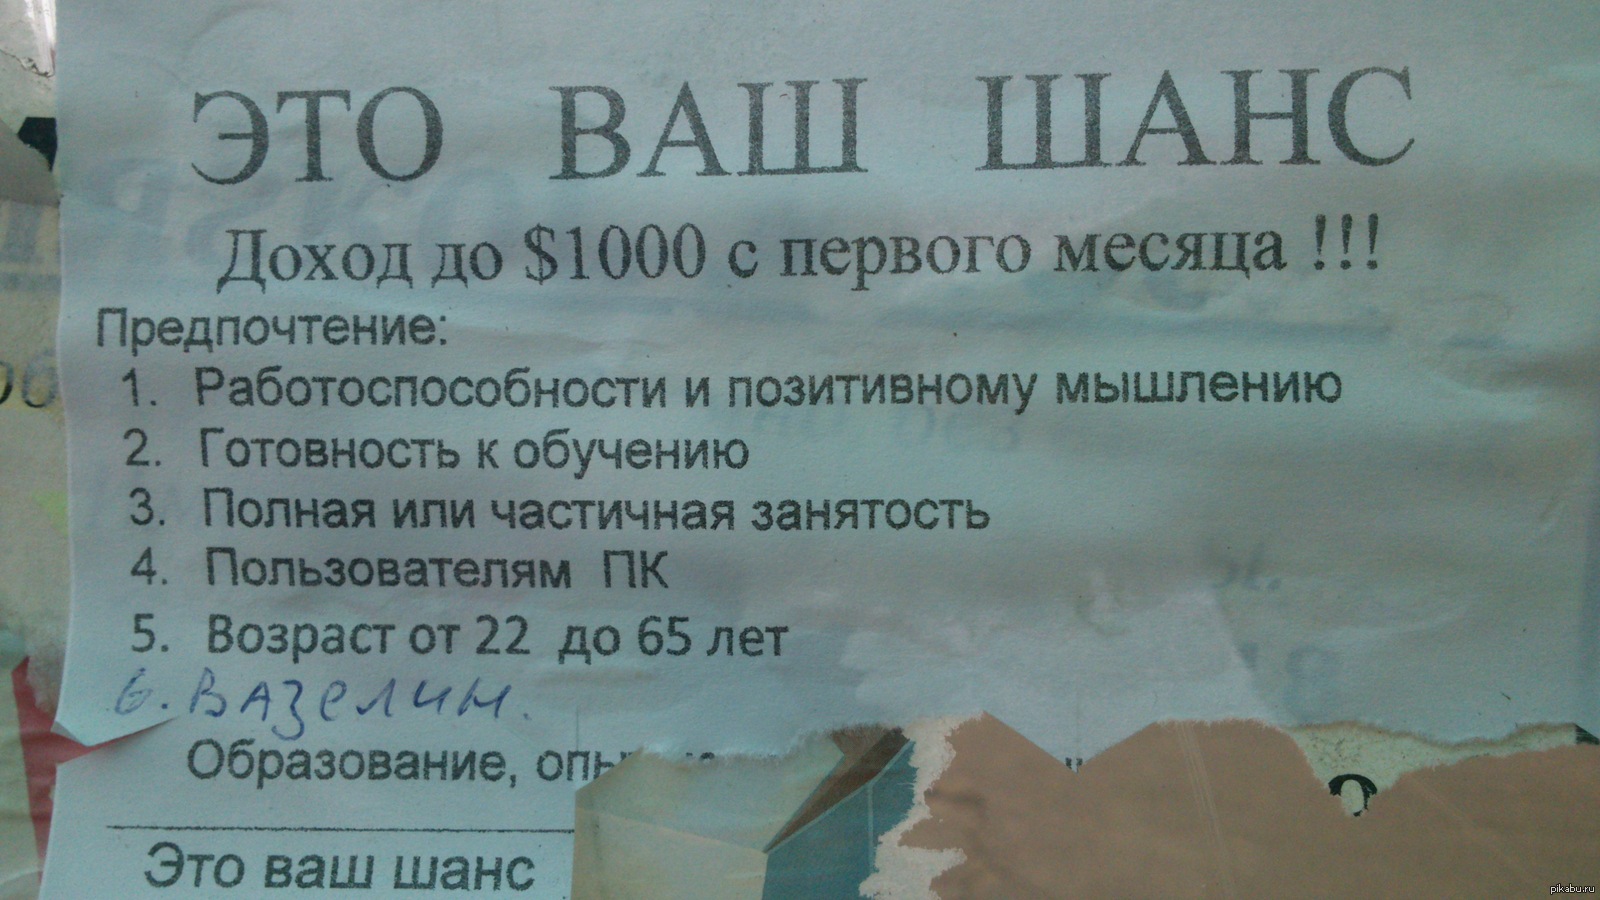 ЭТО ВАШ ШАНС
Доход до $1000 с первого месяца !!!
Предпочтение:
1. Работоспособности и позитивному мышлению
2. Готовность к обучению
3. Полная или частичная занятость
4. Пользователям ПК
5. Возраст от 22 до 65 лет
6. Вазелин.
Образование,
Это ваш шанс
pikabu.ru